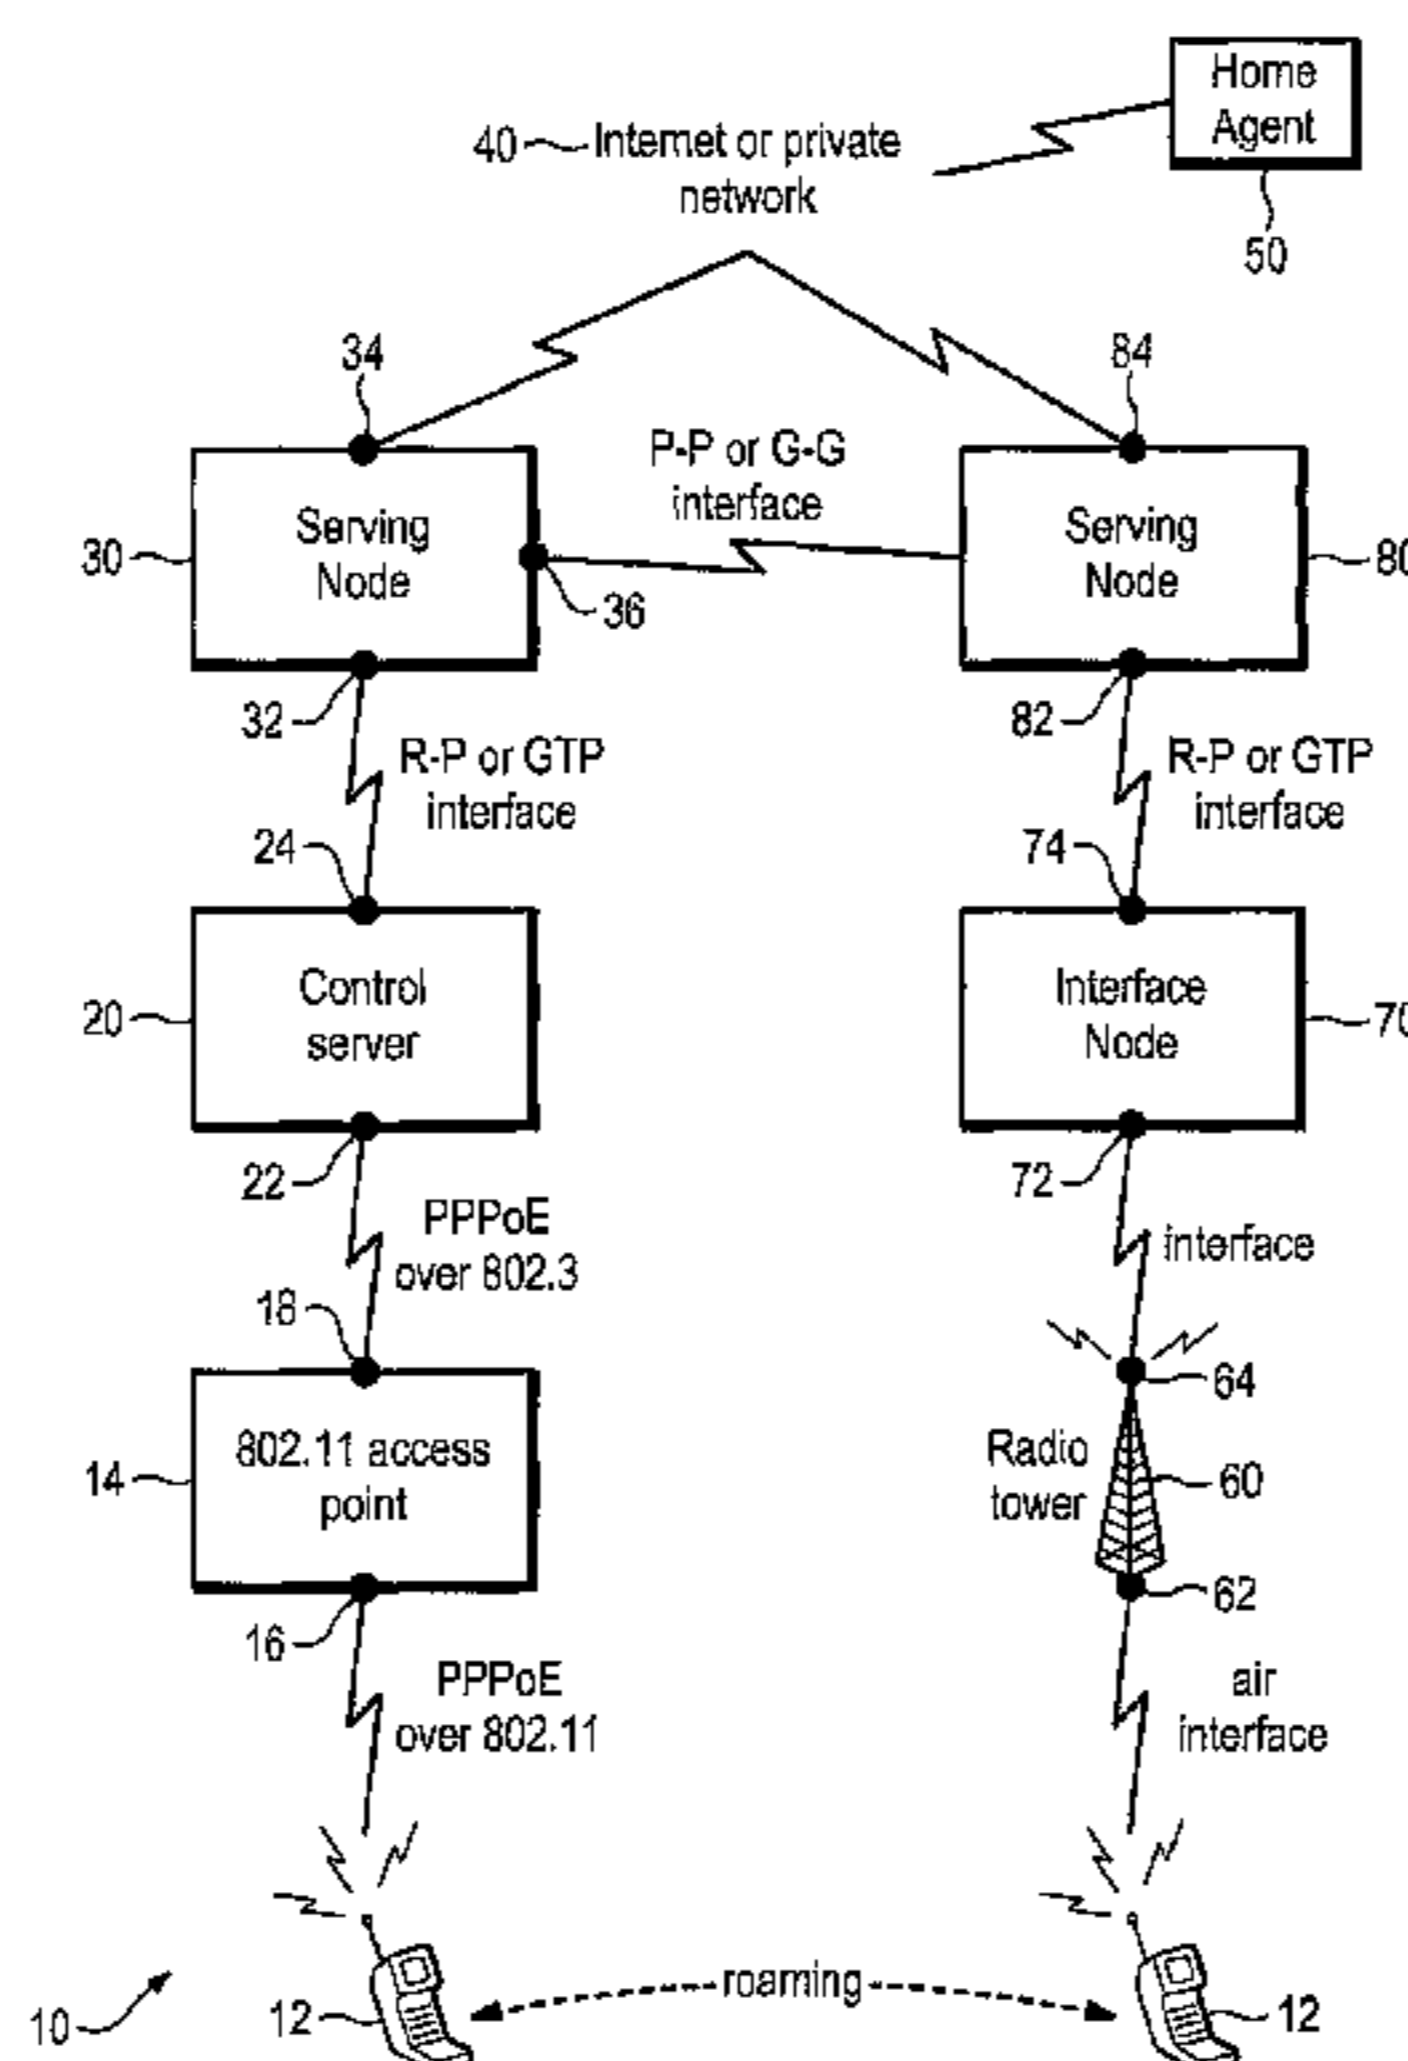 Home
Agent
40 Internet or private
network
50
34
84
P-P or G-G
interface
Serving
Node
Serving
Node
30
80
36
32
82
R-P or GTP
interface
R-P or GTP
interface
24
74
Control
server
Interface
Node
20
70
22
72
PPPoE
over 802.3
interface
18
64
802.11 access
point
Radio
tower
14
60
16
62
PPPoE
over 802.11
air
interface
roaming
10
12
12